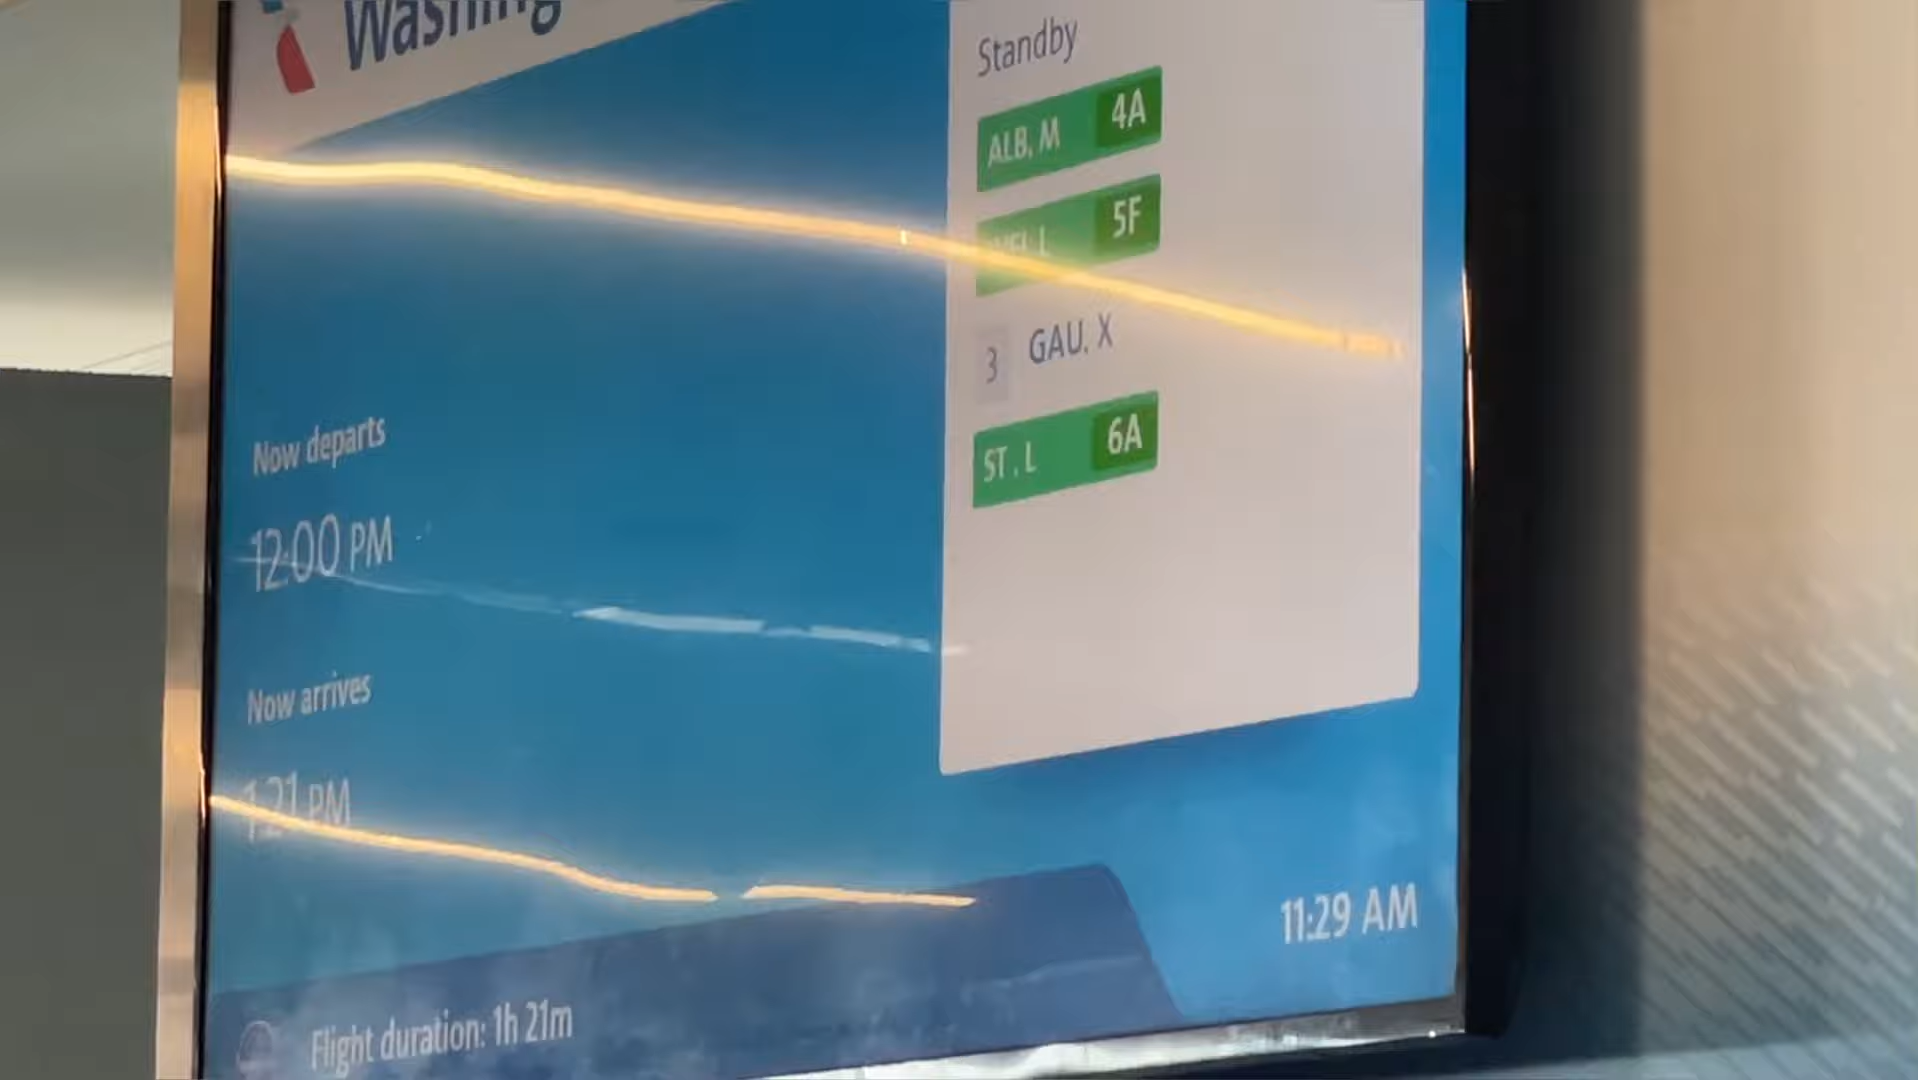 Standby
ALB, M 4A
L 5F
3 GAU, X
ST , L 6A
Now departs
12:00 PM
Now arrives
1:21 PM
11:29 AM
Flight duration: 1h 21m